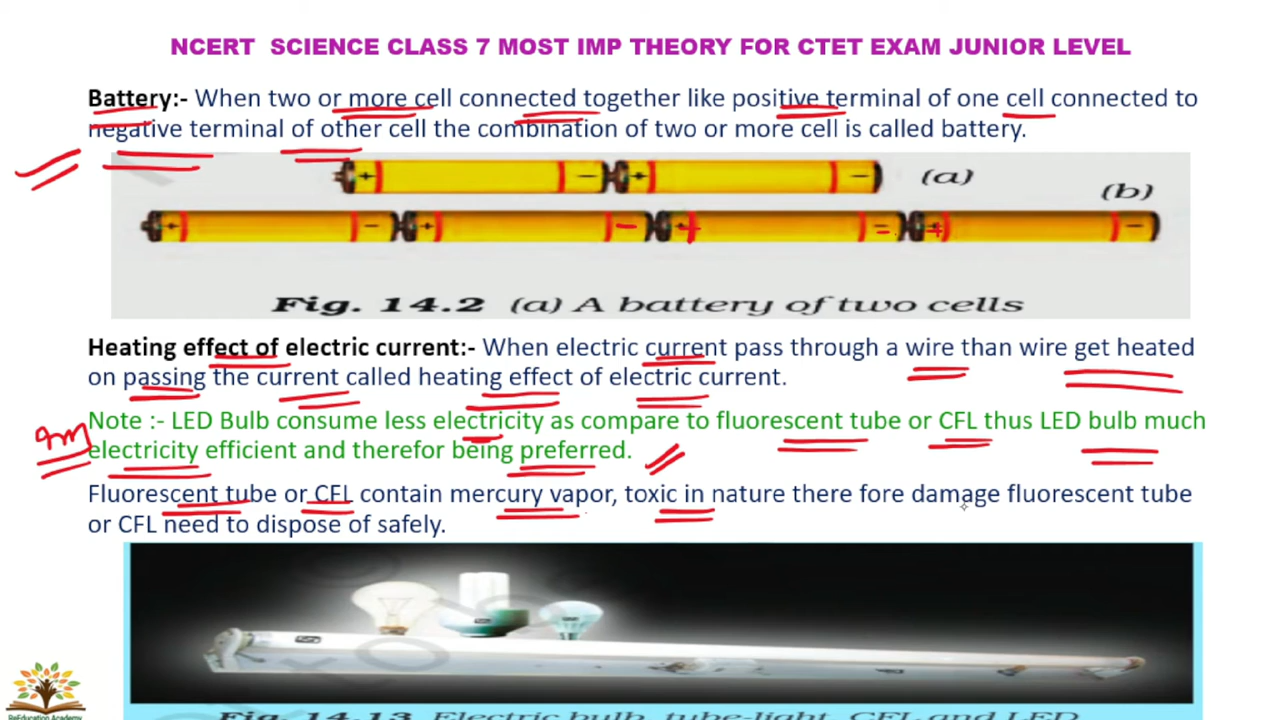 NCERT SCIENCE CLASS 7 MOST IMP THEORY FOR CTET EXAM JUNIOR LEVEL
Battery:- When two or more cell connected together like positive terminal of one cell connected to
negative terminal of other cell the combination of two or more cell is called battery.
+ - + - (a)
(b)
+ - + - + - + -
Fig. 14.2 (a) A battery of two cells
Heating effect of electric current:- When electric current pass through a wire than wire get heated
on passing the current called heating effect of electric current.
Note :- LED Bulb consume less electricity as compare to fluorescent tube or CFL thus LED bulb much
electricity efficient and therefor being preferred.
Fluorescent tube or CFL contain mercury vapor, toxic in nature there fore damage fluorescent tube
or CFL need to dispose of safely.
ReEducation Academy
Fig. 14.13 Electric bulb, tube-light, CFL and LED